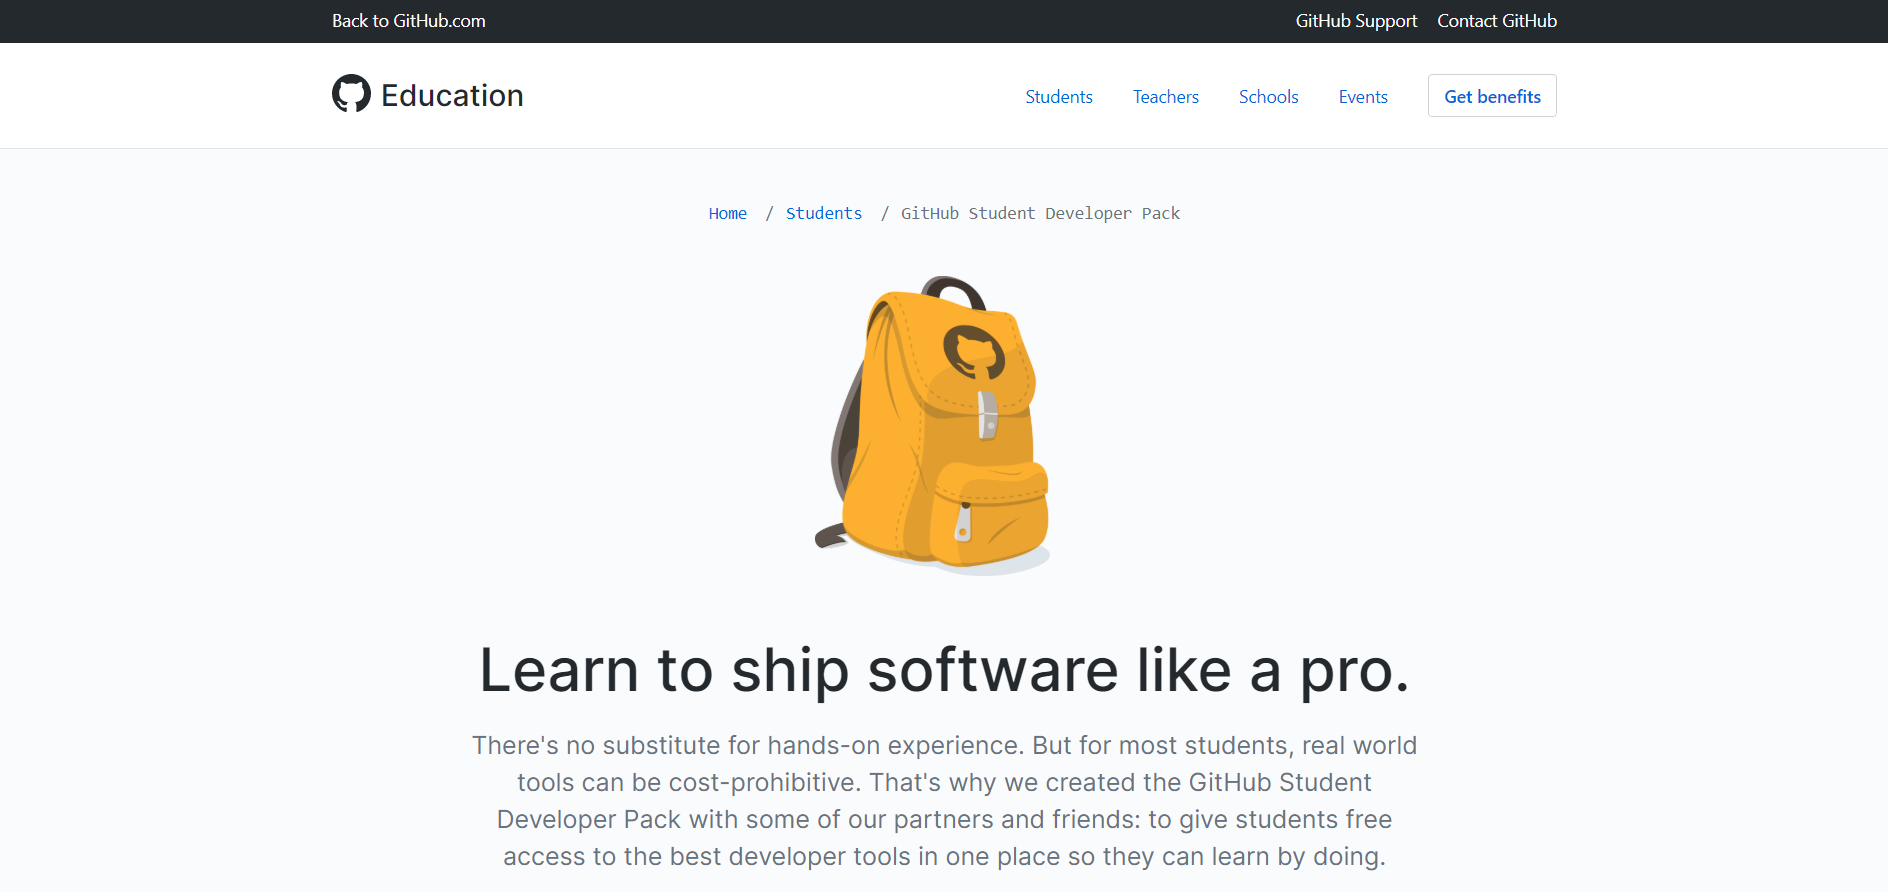 Back to GitHub.com
GitHub Support
Contact GitHub
Education
Students
Teachers
Schools
Events
Get benefits
Home / Students / GitHub Student Developer Pack
Learn to ship software like a pro.
There's no substitute for hands-on experience. But for most students, real world
tools can be cost-prohibitive. That's why we created the GitHub Student
Developer Pack with some of our partners and friends: to give students free
access to the best developer tools in one place so they can learn by doing.